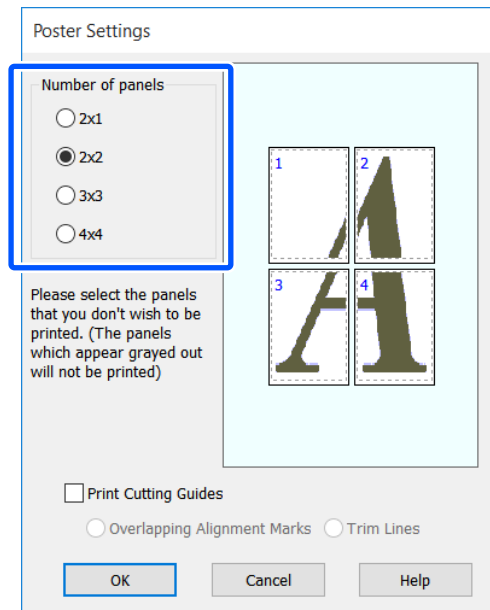 Poster Settings
Number of panels
2x1
2x2
3x3
4x4
1
2
3
4
Please select the panels
that you don't wish to be
printed. (The panels
which appear grayed out
will not be printed)
Print Cutting Guides
Overlapping Alignment Marks
Trim Lines
OK
Cancel
Help